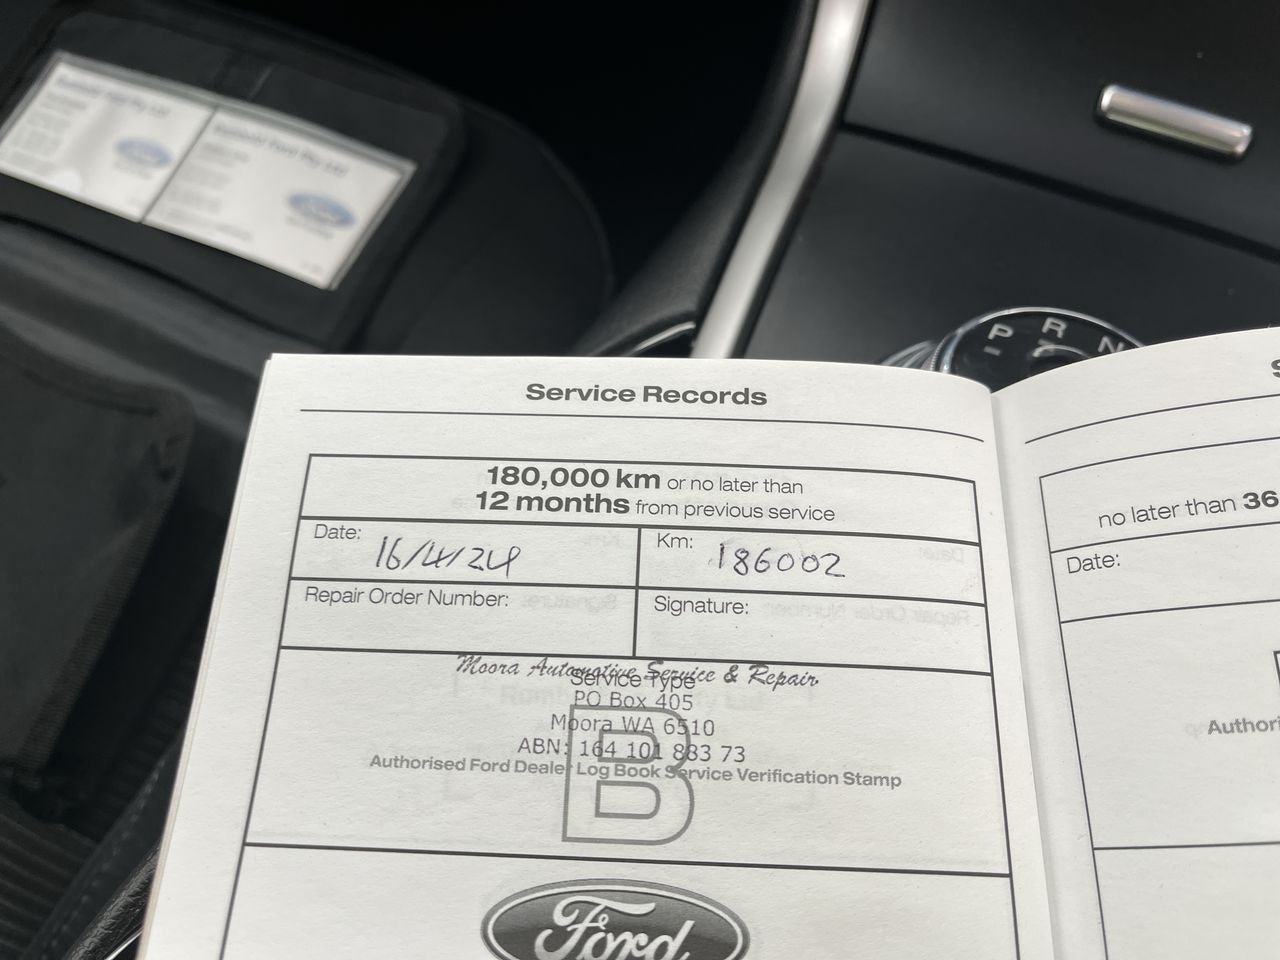 P R N
Service Records
180,000 km or no later than
12 months from previous service
Date: 16/4/24 Km: 186002
Repair Order Number: Signature:
Moora Automotive Service & Repair
Service Type
PO Box 405
Moora WA 6510
ABN: 164 101 883 73
Authorised Ford Dealer Log Book Service Verification Stamp
B
Ford
no later than 36
Date: